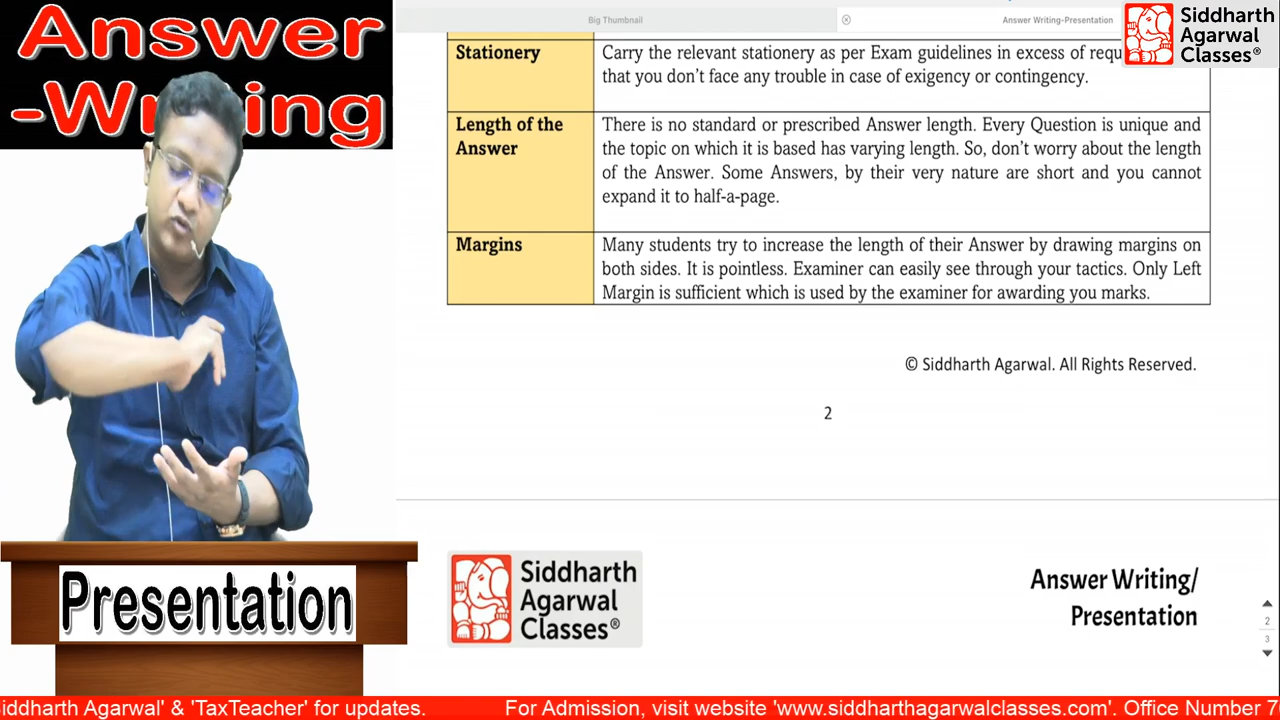 Answer
-Writing
Big Thumbnail
Answer Writing-Presentation
Siddharth
Agarwal
Classes®
Stationery
Carry the relevant stationery as per Exam guidelines in excess of
that you don't face any trouble in case of exigency or contingency.
Length of the
Answer
There is no standard or prescribed Answer length. Every Question is unique and
the topic on which it is based has varying length. So, don't worry about the length
of the Answer. Some Answers, by their very nature are short and you cannot
expand it to half-a-page.
Margins
Many students try to increase the length of their Answer by drawing margins on
both sides. It is pointless. Examiner can easily see through your tactics. Only Left
Margin is sufficient which is used by the examiner for awarding you marks.
© Siddharth Agarwal. All Rights Reserved.
2
Siddharth
Agarwal
Classes®
Answer Writing/
Presentation
2
3
Presentation
iddharth Agarwal' & 'TaxTeacher' for updates. For Admission, visit website 'www.siddharthagarwalclasses.com'. Office Number 7